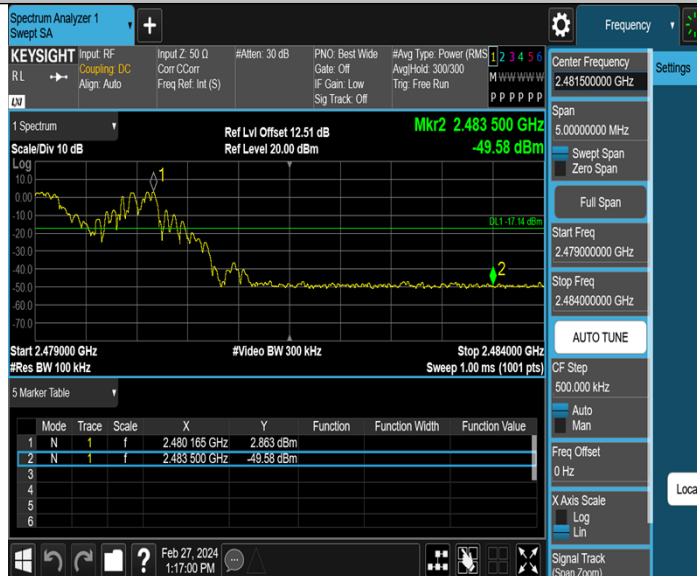 Spectrum Analyzer 1
Swept SA
+
Frequency
KEYSIGHT
RL
LXI
Input: RF
Coupling: DC
Align: Auto
Input Z: 50 Ω
Corr CCorr
Freq Ref: Int (S)
#Atten: 30 dB
PNO: Best Wide
Gate: Off
IF Gain: Low
Sig Track: Off
#Avg Type: Power (RMS
Avg|Hold: 300/300
Trig: Free Run
1 2 3 4 5 6
M W W W W W
P P P P P P
Center Frequency
2.481500000 GHz
Settings
1 Spectrum
Scale/Div 10 dB
Ref Lvl Offset 12.51 dB
Ref Level 20.00 dBm
Mkr2 2.483 500 GHz
-49.58 dBm
Log
10.0
0.00
-10.0
-20.0
-30.0
-40.0
-50.0
-60.0
-70.0
1
DL1 -17.14 dBm
2
Start 2.479000 GHz
#Res BW 100 kHz
#Video BW 300 kHz
Stop 2.484000 GHz
Sweep 1.00 ms (1001 pts)
Span
5.00000000 MHz
Swept Span
Zero Span
Full Span
Start Freq
2.479000000 GHz
Stop Freq
2.484000000 GHz
AUTO TUNE
CF Step
500.000 kHz
Auto
Man
Freq Offset
0 Hz
X Axis Scale
Log
Lin
Signal Track
(Span Zoom)
Loca
5 Marker Table
Mode Trace Scale X Y Function Function Width Function Value
1 N 1 f 2.480 165 GHz 2.863 dBm
2 N 1 f 2.483 500 GHz -49.58 dBm
3
4
5
6
?
Feb 27, 2024
1:17:00 PM